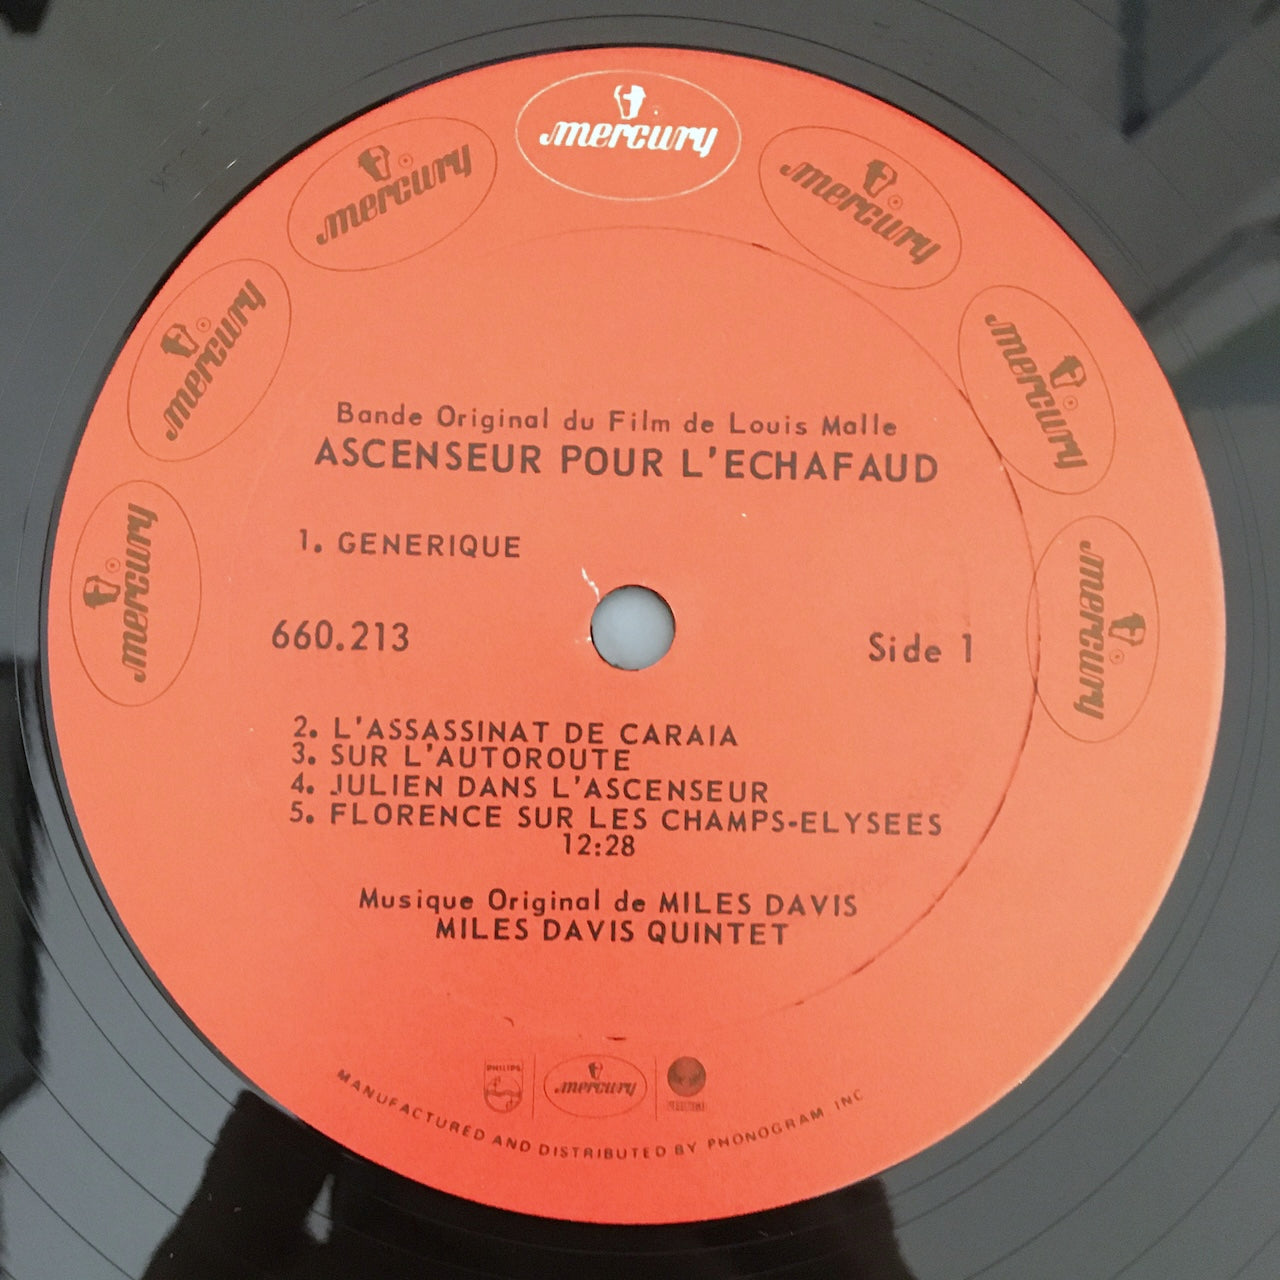 mercury
mercury
mercury
mercury
mercury
mercury
mercury
Bande Original du Film de Louis Malle
ASCENSEUR POUR L'ECHAFAUD
1. GENERIQUE
660.213
Side 1
2. L'ASSASSINAT DE CARAIA
3. SUR L'AUTOROUTE
4. JULIEN DANS L'ASCENSEUR
5. FLORENCE SUR LES CHAMPS-ELYSEES
12:28
Musique Original de MILES DAVIS
MILES DAVIS QUINTET
PHILIPS
mercury
MANUFACTURED AND DISTRIBUTED BY PHONOGRAM, INC